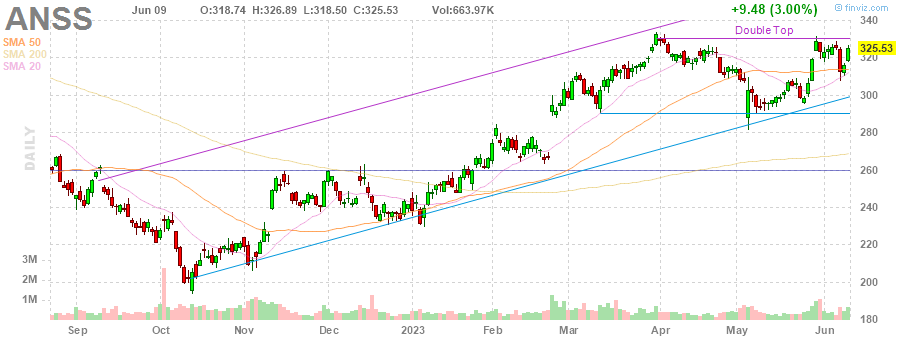 ANSS Jun 09 O:318.74 H:326.89 L:318.50 C:325.53 Vol:663.97K +9.48 (3.00%) © finviz.com
SMA 50
SMA 200
SMA 20
Double Top
DAILY
340
325.53
320
300
280
260
240
220
200
180
3M
2M
1M
Sep Oct Nov Dec 2023 Feb Mar Apr May Jun